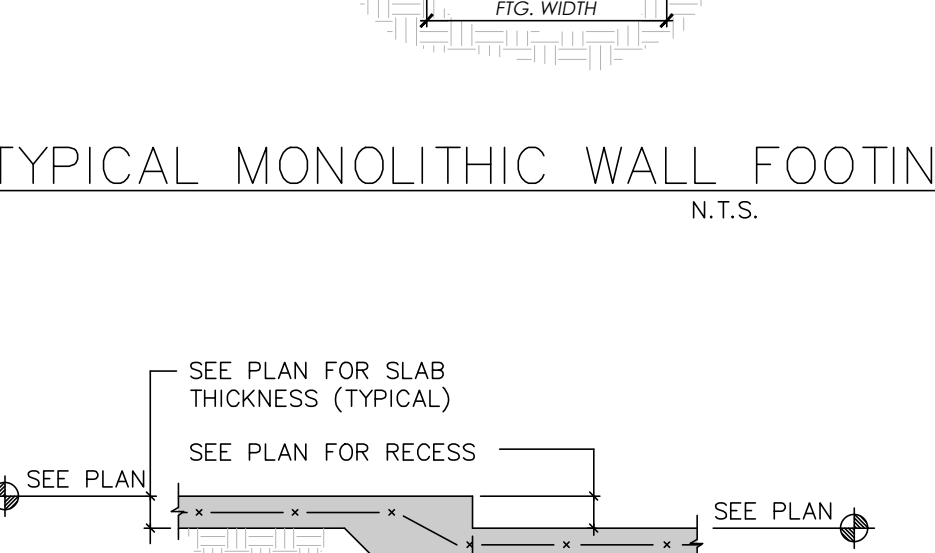 FTG. WIDTH
TYPICAL MONOLITHIC WALL FOOTIN
N.T.S.
SEE PLAN FOR SLAB
THICKNESS (TYPICAL)
SEE PLAN FOR RECESS
SEE PLAN
SEE PLAN